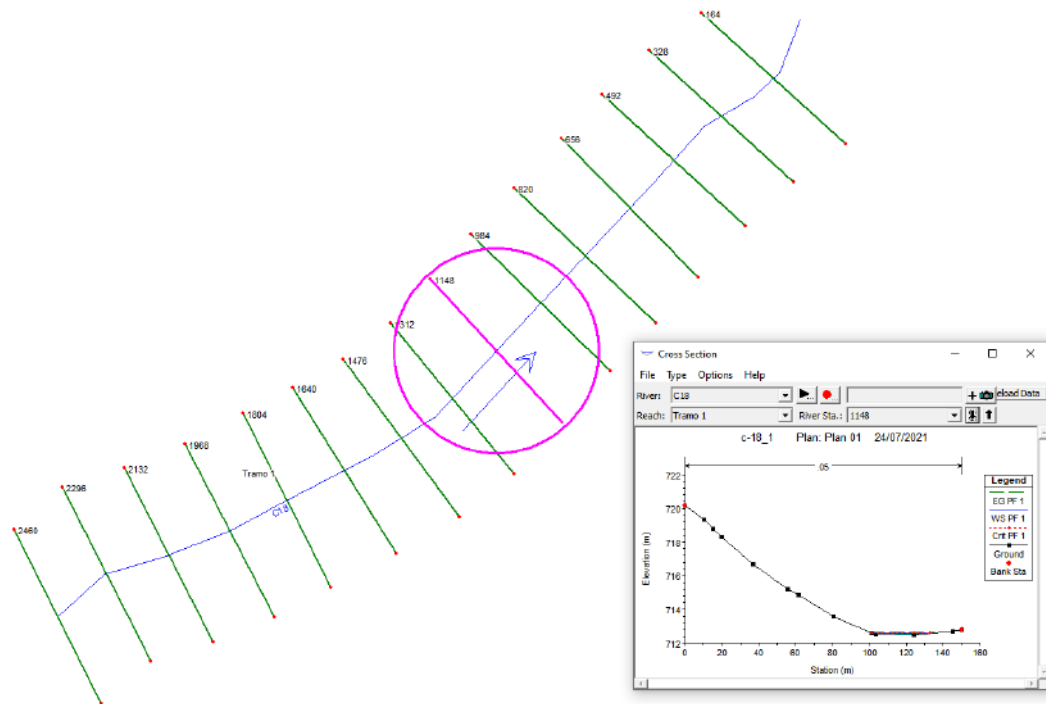 164
328
492
656
820
984
1148
1312
1476
1640
1804
1968
2132
2296
2460
Tramo 1
C18
Cross Section
File Type Options Help
River: C18 eload Data
Reach: Tramo 1 River Sta.: 1148
c-18_1 Plan: Plan 01 24/07/2021
.05
722
720
718
716
714
712
Elevation (m)
0 20 40 60 80 100 120 140 160
Station (m)
Legend
EG PF 1
WS PF 1
Crit PF 1
Ground
Bank Sta